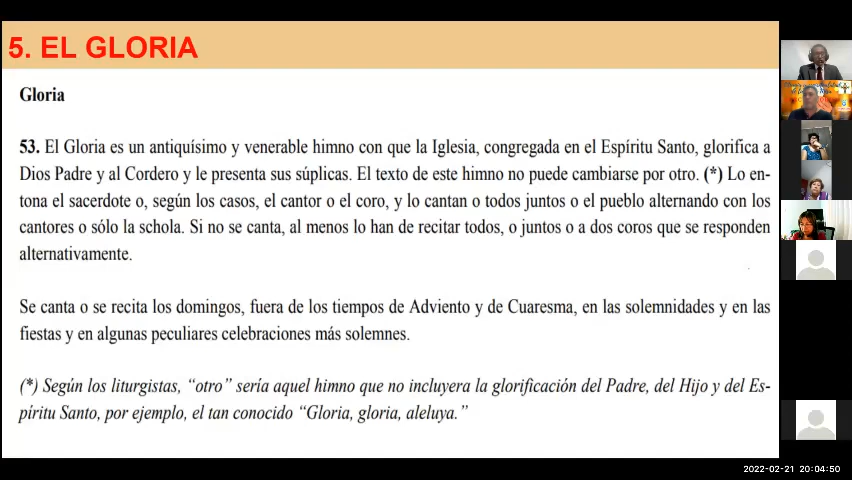 5. EL GLORIA
Gloria
53. El Gloria es un antiquísimo y venerable himno con que la Iglesia, congregada en el Espíritu Santo, glorifica a
Dios Padre y al Cordero y le presenta sus súplicas. El texto de este himno no puede cambiarse por otro. (*) Lo en-
tona el sacerdote o, según los casos, el cantor o el coro, y lo cantan o todos juntos o el pueblo alternando con los
cantores o sólo la schola. Si no se canta, al menos lo han de recitar todos, o juntos o a dos coros que se responden
alternativamente.
Se canta o se recita los domingos, fuera de los tiempos de Adviento y de Cuaresma, en las solemnidades y en las
fiestas y en algunas peculiares celebraciones más solemnes.
(*) Según los liturgistas, “otro” sería aquel himno que no incluyera la glorificación del Padre, del Hijo y del Es-
píritu Santo, por ejemplo, el tan conocido “Gloria, gloria, aleluya.”
2022-02-21 20:04:50